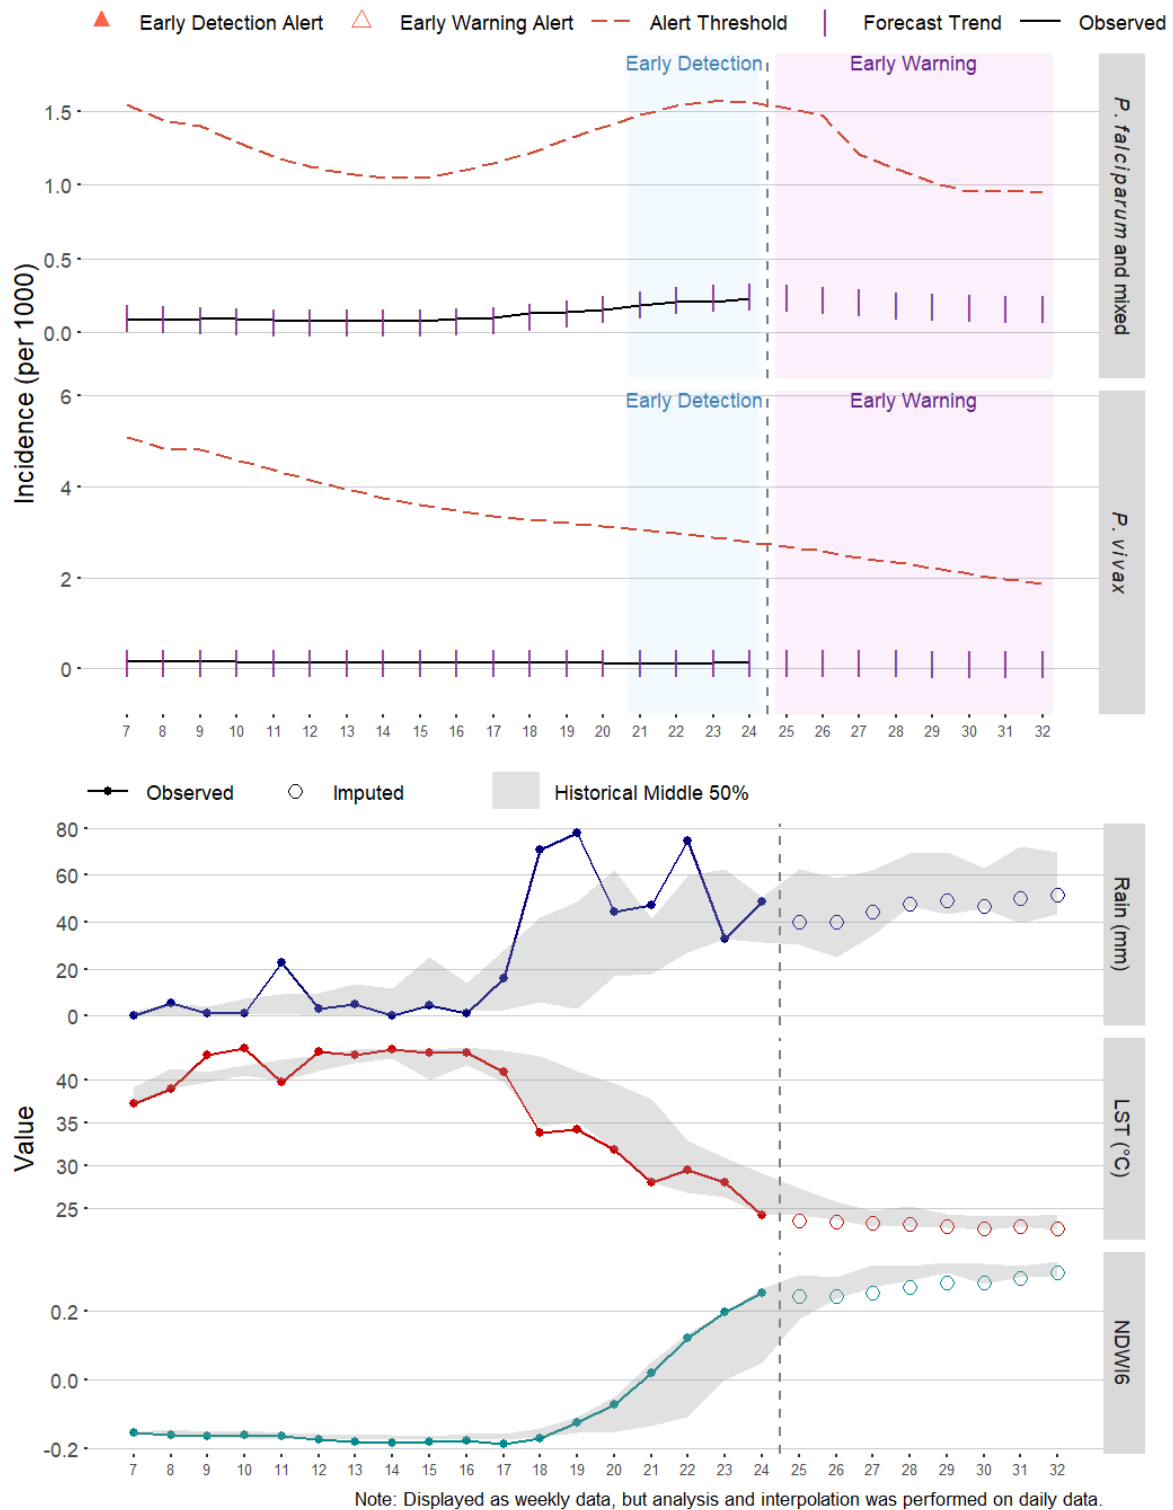 Early Detection Alert Early Warning Alert Alert Threshold Forecast Trend Observed
Early Detection Early Warning
1.5
1.0
0.5
0.0
P. falciparum and mixed
Incidence (per 1000)
Early Detection Early Warning
6
4
2
0
P. vivax
7 8 9 10 11 12 13 14 15 16 17 18 19 20 21 22 23 24 25 26 27 28 29 30 31 32
Observed Imputed Historical Middle 50%
80
60
40
20
0
Rain (mm)
Value
40
35
30
25
LST (°C)
0.2
0.0
-0.2
NDWI6
7 8 9 10 11 12 13 14 15 16 17 18 19 20 21 22 23 24 25 26 27 28 29 30 31 32
Note: Displayed as weekly data, but analysis and interpolation was performed on daily data.